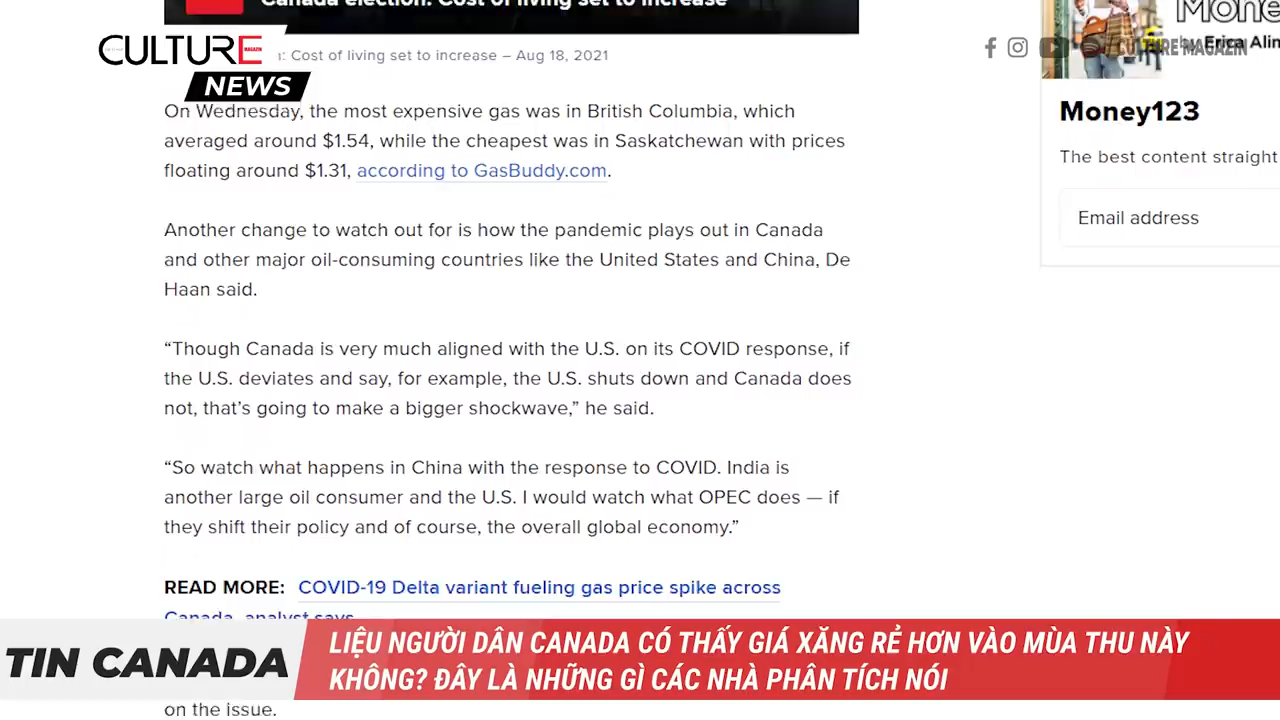 Canada election: Cost of living set to increase
CULTURE
MAGAZIN
NEWS
: Cost of living set to increase – Aug 18, 2021
CULTURE MAGAZIN
On Wednesday, the most expensive gas was in British Columbia, which
averaged around $1.54, while the cheapest was in Saskatchewan with prices
floating around $1.31, according to GasBuddy.com.
Another change to watch out for is how the pandemic plays out in Canada
and other major oil-consuming countries like the United States and China, De
Haan said.
“Though Canada is very much aligned with the U.S. on its COVID response, if
the U.S. deviates and say, for example, the U.S. shuts down and Canada does
not, that’s going to make a bigger shockwave,” he said.
“So watch what happens in China with the response to COVID. India is
another large oil consumer and the U.S. I would watch what OPEC does — if
they shift their policy and of course, the overall global economy.”
READ MORE: COVID-19 Delta variant fueling gas price spike across
Canada, analyst says
on the issue.
Mone
Erica Alin
Money123
The best content straight
Email address
TIN CANADA
LIỆU NGƯỜI DÂN CANADA CÓ THẤY GIÁ XĂNG RẺ HƠN VÀO MÙA THU NÀY
KHÔNG? ĐÂY LÀ NHỮNG GÌ CÁC NHÀ PHÂN TÍCH NÓI